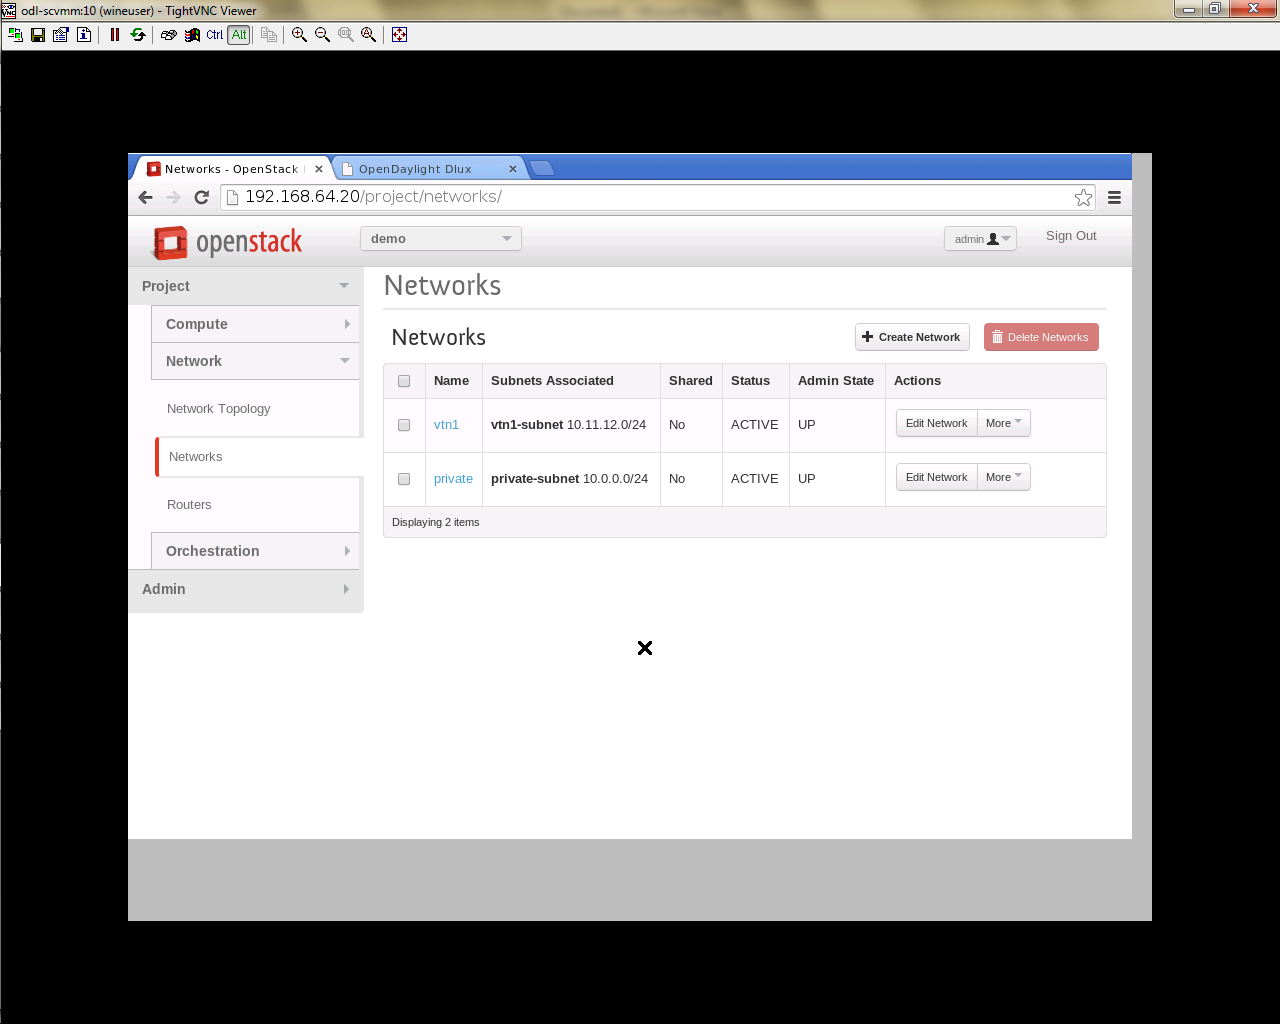 odl-scvmm:10 (wineuser) - TightVNC Viewer
Ctrl Alt
Networks - OpenStack
OpenDaylight Dlux
192.168.64.20/project/networks/
openstack
demo
admin
Sign Out
Project
Compute
Network
Network Topology
Networks
Routers
Orchestration
Admin
Networks
Networks
Create Network
Delete Networks
Name Subnets Associated Shared Status Admin State Actions
vtn1 vtn1-subnet 10.11.12.0/24 No ACTIVE UP Edit Network More
private private-subnet 10.0.0.0/24 No ACTIVE UP Edit Network More
Displaying 2 items